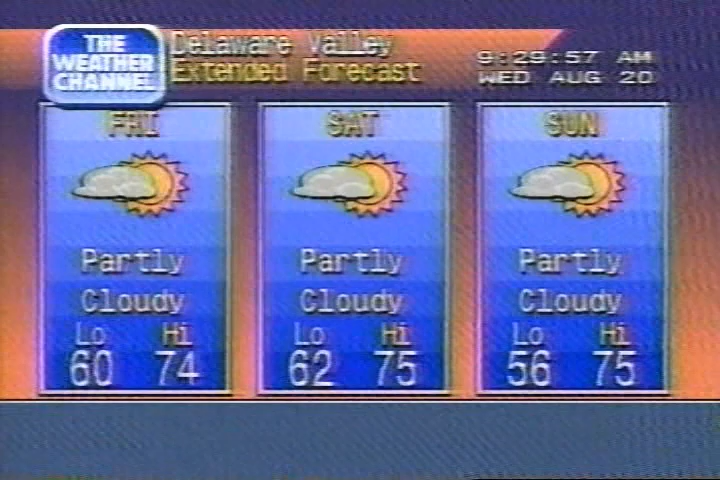 THE
WEATHER
CHANNEL
Delaware Valley
Extended Forecast
9:29:57 AM
WED AUG 20
FRI SAT SUN
Partly Partly Partly
Cloudy Cloudy Cloudy
Lo Hi Lo Hi Lo Hi
60 74 62 75 56 75